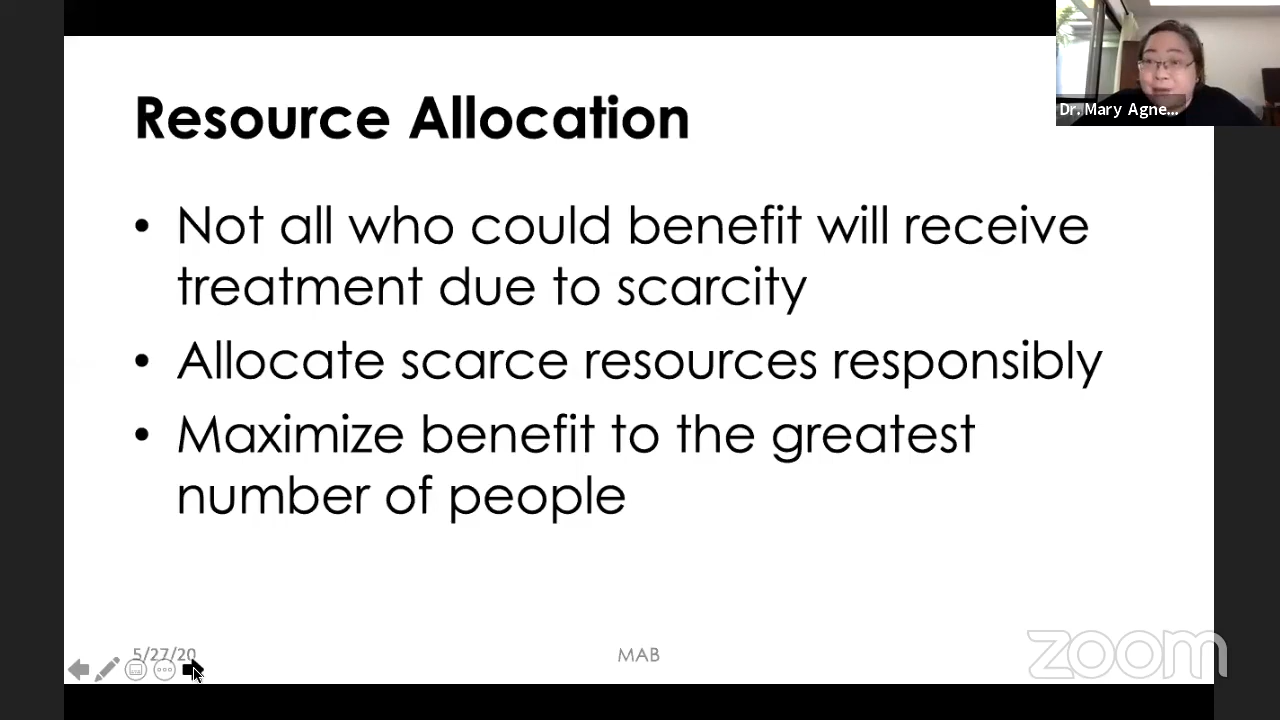 Resource Allocation
Dr. Mary Agne...
• Not all who could benefit will receive
treatment due to scarcity
• Allocate scarce resources responsibly
• Maximize benefit to the greatest
number of people
5/27/20
MAB
zoom